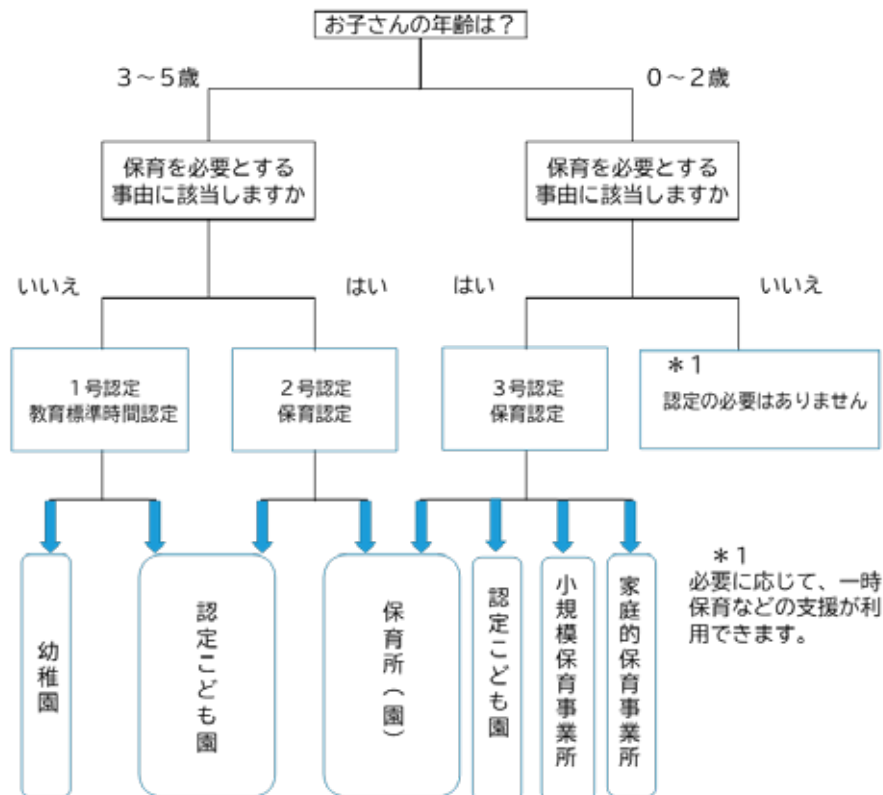 お子さんの年齢は？
3～5歳
0～2歳
保育を必要とする
事由に該当しますか
保育を必要とする
事由に該当しますか
いいえ
はい
はい
いいえ
1号認定
教育標準時間認定
2号認定
保育認定
3号認定
保育認定
＊1
認定の必要はありません
幼稚園
認定こども園
保育所（園）
認定こども園
小規模保育事業所
家庭的保育事業所
＊1
必要に応じて、一時
保育などの支援が利
用できます。